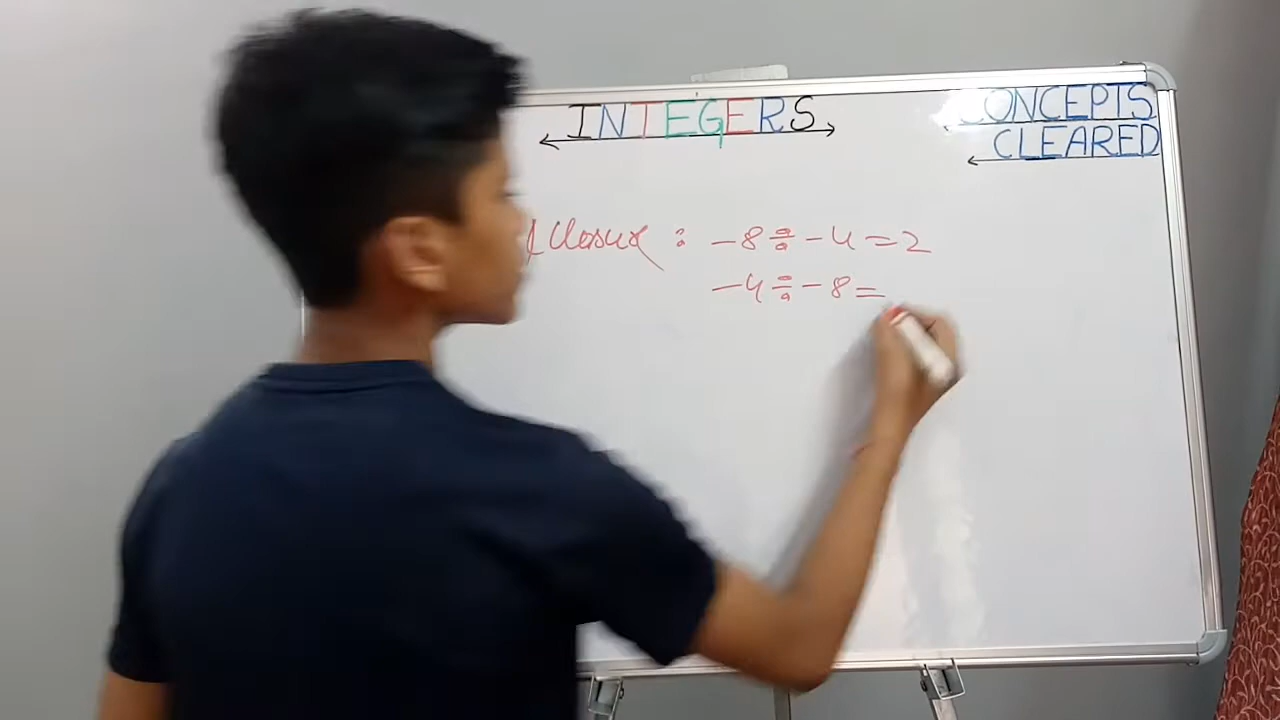 INTEGERS
CONCEPTS
CLEARED
Closure : -8 ÷ -4 = 2
-4 ÷ -8 =